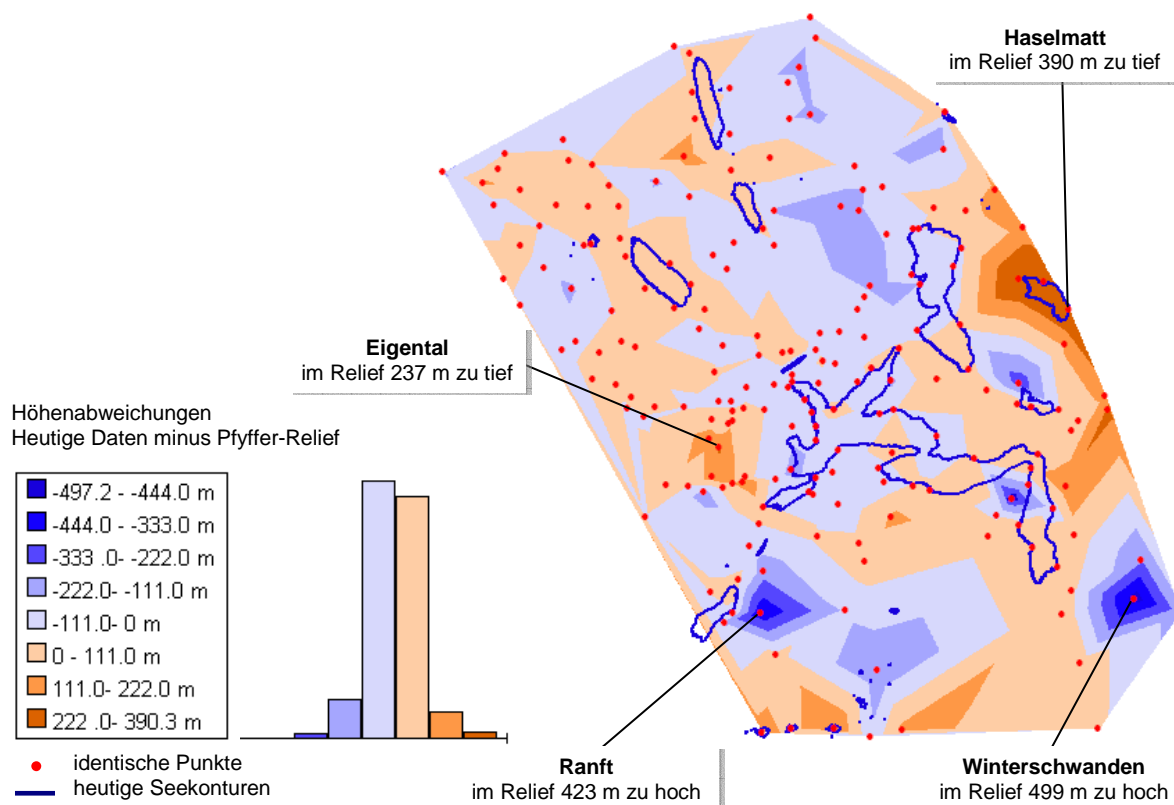 Haselmatt
im Relief 390 m zu tief
Eigental
im Relief 237 m zu tief
Höhenabweichungen
Heutige Daten minus Pfyffer-Relief
-497.2 - -444.0 m
-444.0 - -333.0 m
-333 .0- -222.0 m
-222.0- -111.0 m
-111.0- 0 m
0 - 111.0 m
111.0- 222.0 m
222 .0- 390.3 m
identische Punkte
heutige Seekonturen
Ranft
im Relief 423 m zu hoch
Winterschwanden
im Relief 499 m zu hoch